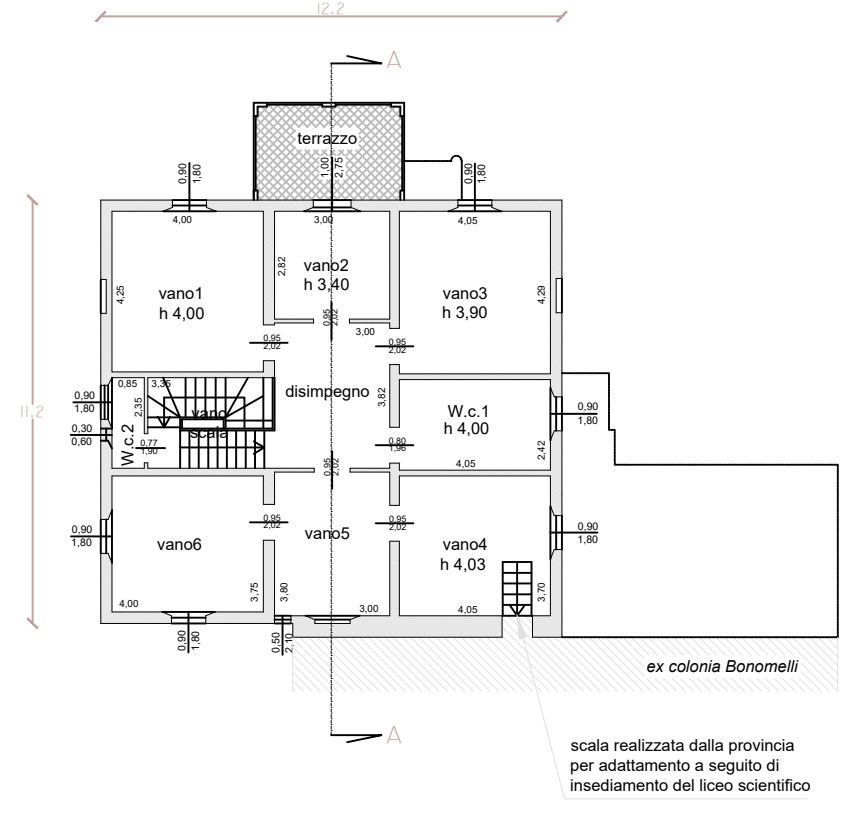 12.2
A
terrazzo
1,00
2,75
0,90
1,80
0,90
1,80
4,00
3,00
4,05
2,82
vano2
h 3,40
4,25
vano1
h 4,00
vano3
h 3,90
4,29
0,95
2,02
3,00
0,95
2,02
0,95
2,02
0,85
3,35
disimpegno
3,82
0,90
1,80
2,35
vano
scala
W.c.1
h 4,00
0,90
1,80
11.2
0,30
0,60
W.c.2
0,77
1,90
0,80
1,96
2,42
4,05
0,95
2,02
0,95
2,02
0,95
2,02
0,90
1,80
vano6
vano5
vano4
h 4,03
0,90
1,80
3,75
3,80
3,70
4,00
3,00
4,05
0,90
1,80
0,50
2,10
ex colonia Bonomelli
A
scala realizzata dalla provincia
per adattamento a seguito di
insediamento del liceo scientifico